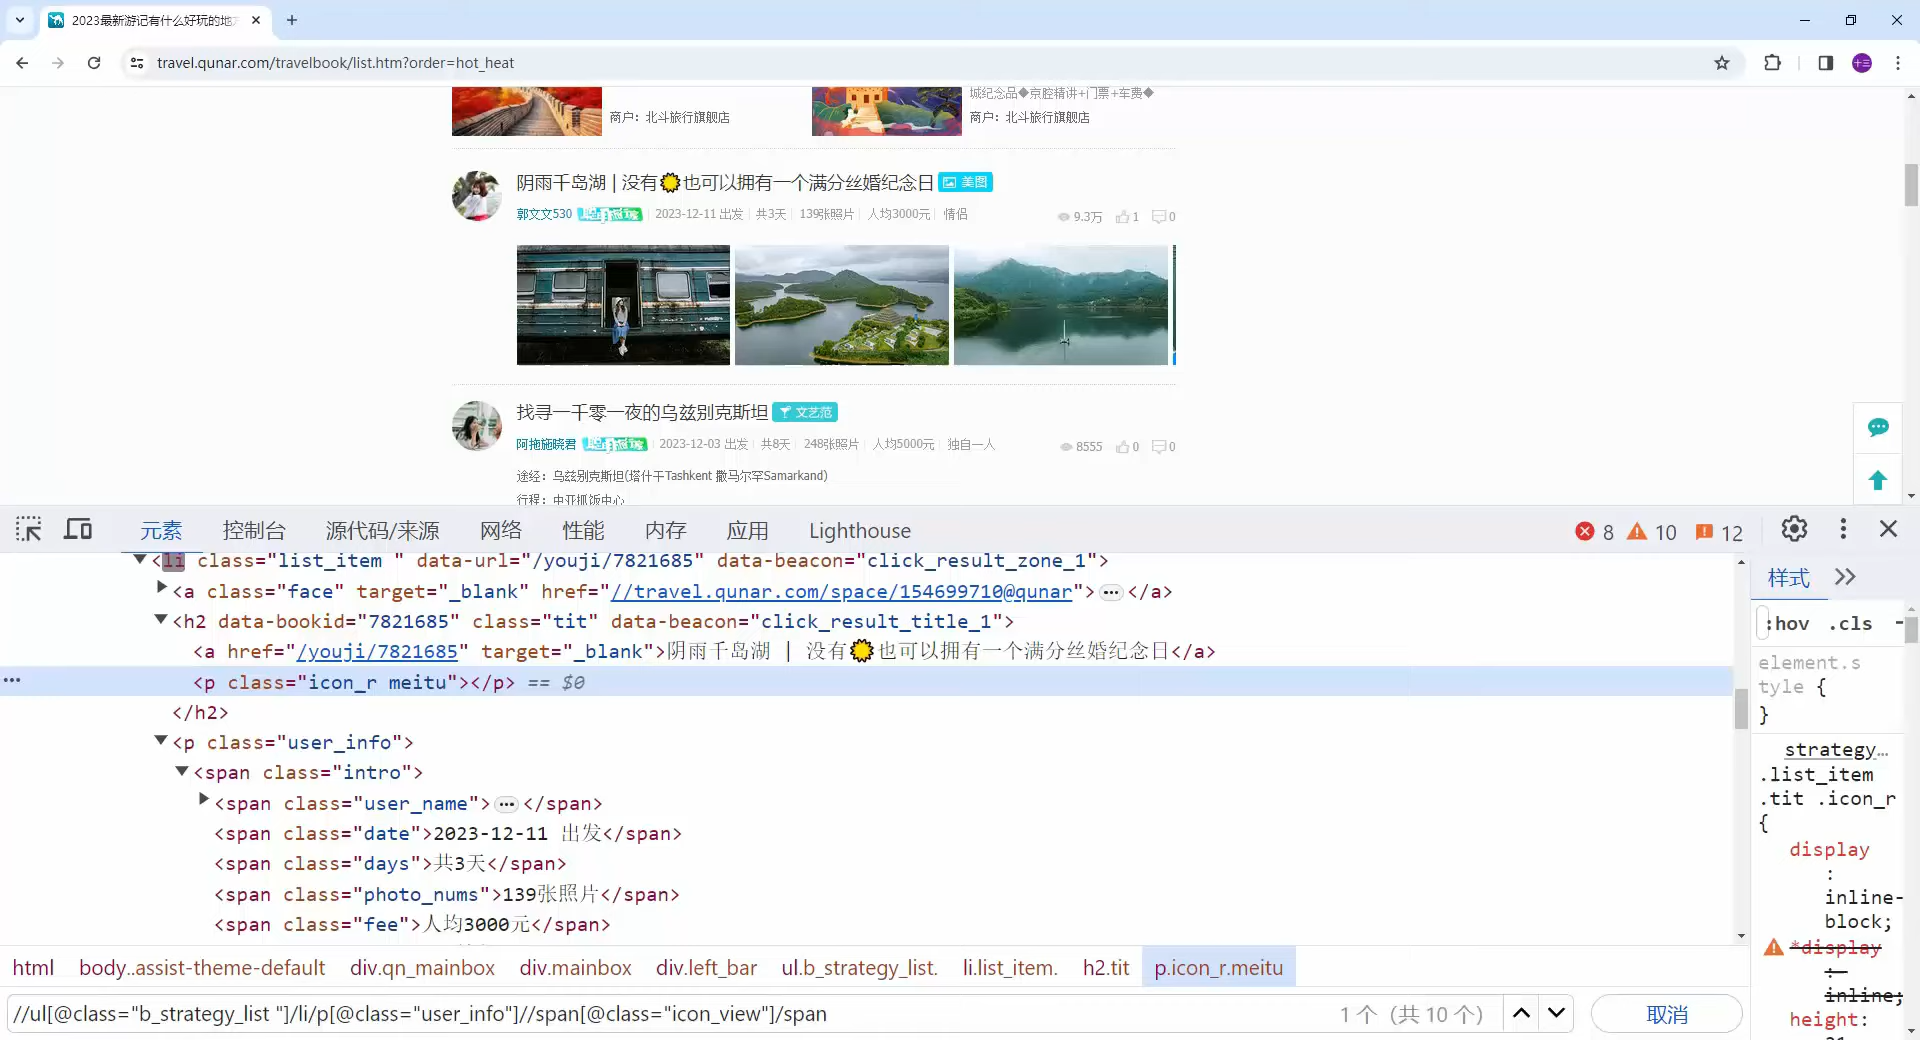 2023最新游记有什么好玩的地方
travel.qunar.com/travelbook/list.htm?order=hot_heat
十三
城纪念品◆京腔精讲+门票+车费◆
商户：北斗旅行旗舰店
商户：北斗旅行旗舰店
阴雨千岛湖 | 没有☀也可以拥有一个满分丝婚纪念日 美图
郭文文530 2023-12-11 出发 共3天 139张照片 人均3000元 情侣 9.3万 1 0
找寻一千零一夜的乌兹别克斯坦 文艺范
阿拖施晓君 2023-12-03 出发 共8天 248张照片 人均5000元 独自一人 8555 0 0
途经：乌兹别克斯坦(塔什干Tashkent 撒马尔罕Samarkand)
行程：中亚抓饭中心
元素 控制台 源代码/来源 网络 性能 内存 应用 Lighthouse 8 10 12
<li class="list_item " data-url="/youji/7821685" data-beacon="click_result_zone_1">
<a class="face" target="_blank" href="//travel.qunar.com/space/154699710@qunar">…</a>
<h2 data-bookid="7821685" class="tit" data-beacon="click_result_title_1">
<a href="/youji/7821685" target="_blank">阴雨千岛湖 | 没有☀也可以拥有一个满分丝婚纪念日</a>
<p class="icon_r meitu"></p> == $0
</h2>
<p class="user_info">
<span class="intro">
<span class="user_name">…</span>
<span class="date">2023-12-11 出发</span>
<span class="days">共3天</span>
<span class="photo_nums">139张照片</span>
<span class="fee">人均3000元</span>
样式
:hov .cls
element.s
tyle {
}
strategy…
.list_item
.tit .icon_r
{
display
:
inline-
block;
*display
:
inline;
height:
html body..assist-theme-default div.qn_mainbox div.mainbox div.left_bar ul.b_strategy_list. li.list_item. h2.tit p.icon_r.meitu
//ul[@class="b_strategy_list "]/li/p[@class="user_info"]//span[@class="icon_view"]/span 1 个（共 10 个） 取消